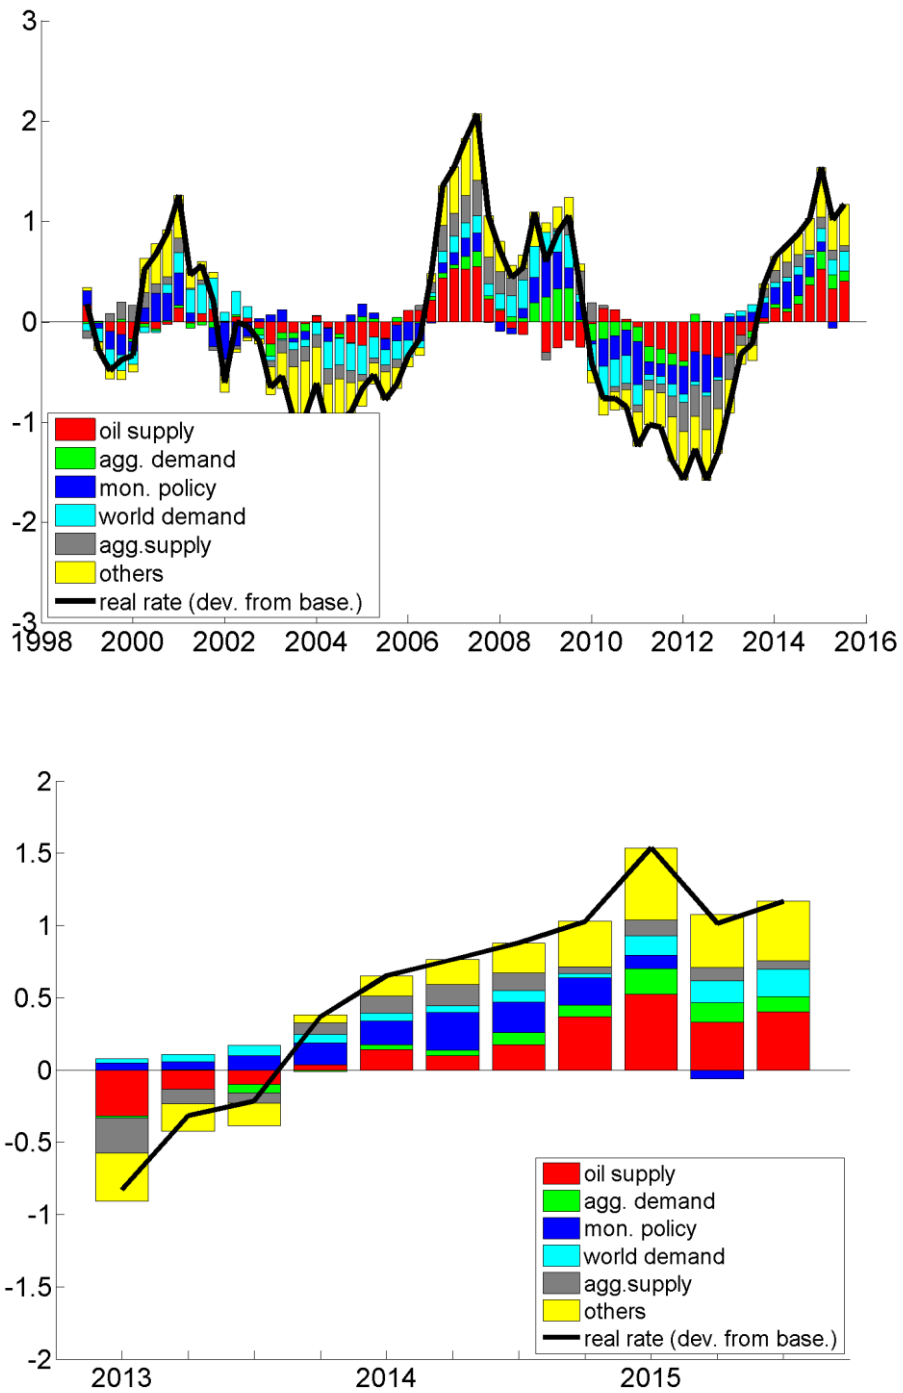 3
2
1
0
-1
-2
-3
oil supply
agg. demand
mon. policy
world demand
agg.supply
others
real rate (dev. from base.)
1998 2000 2002 2004 2006 2008 2010 2012 2014 2016
2
1.5
1
0.5
0
-0.5
-1
-1.5
-2
oil supply
agg. demand
mon. policy
world demand
agg.supply
others
real rate (dev. from base.)
2013 2014 2015